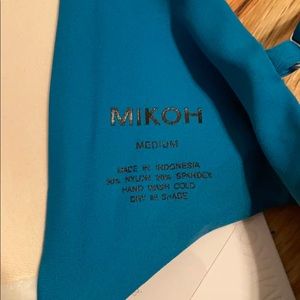 MIKOH
MEDIUM
MADE IN INDONESIA
80% NYLON 20% SPANDEX
HAND WASH COLD
DRY IN SHADE